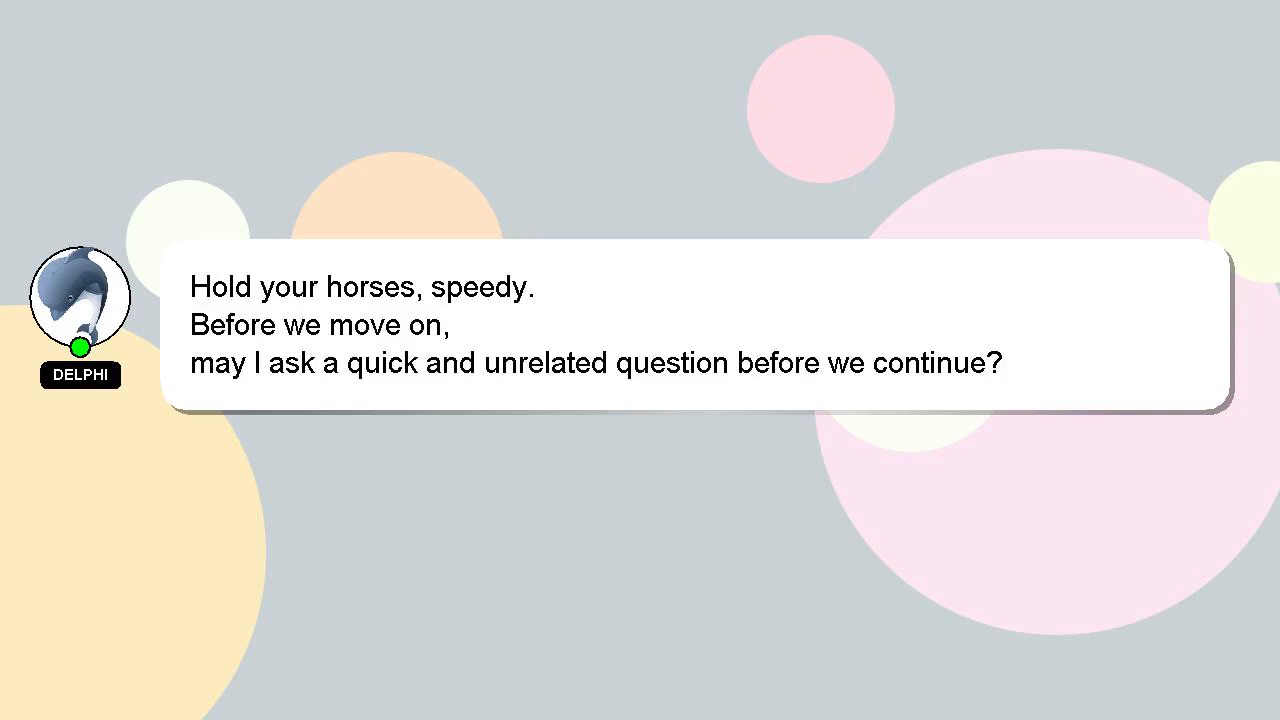 Hold your horses, speedy.
Before we move on,
may I ask a quick and unrelated question before we continue?
DELPHI